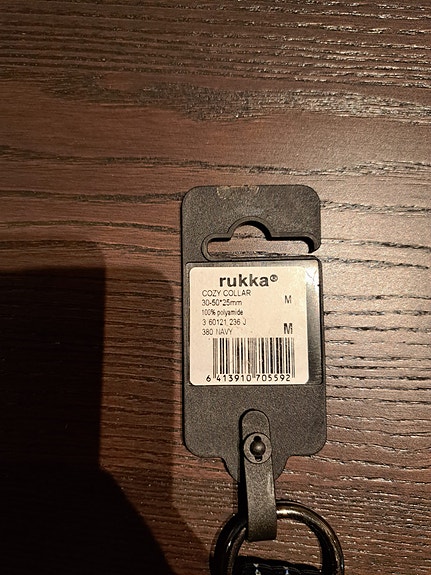 rukka®
COZY COLLAR
30-50*25mm M
100% polyamide
3 60121 236 J
380 NAVY M
6 413910 705592